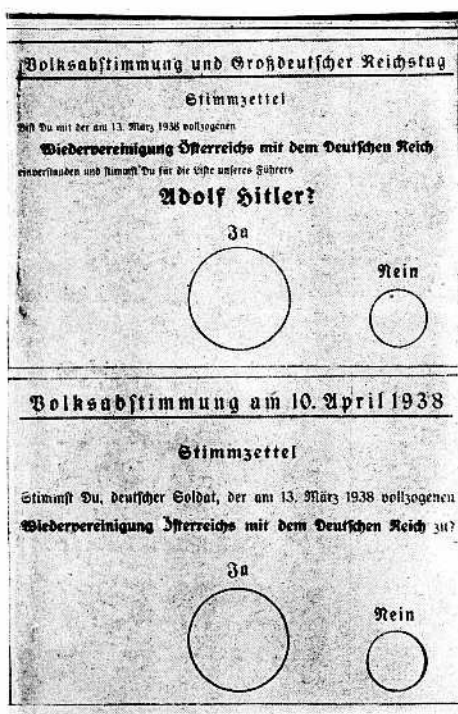 Volksabstimmung und Großdeutscher Reichstag
Stimmzettel
Bist Du mit der am 13. März 1938 vollzogenen
Wiedervereinigung Österreichs mit dem Deutschen Reich
einverstanden und stimmst Du für die Liste unseres Führers
Adolf Hitler?
Ja
Nein
Volksabstimmung am 10. April 1938
Stimmzettel
Stimmst Du, deutscher Soldat, der am 13. März 1938 vollzogenen
Wiedervereinigung Österreichs mit dem Deutschen Reich zu?
Ja
Nein